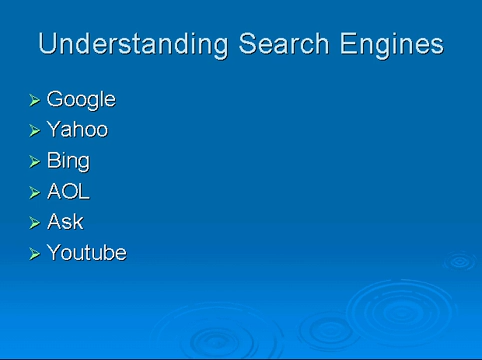 Understanding Search Engines
Google
Yahoo
Bing
AOL
Ask
Youtube